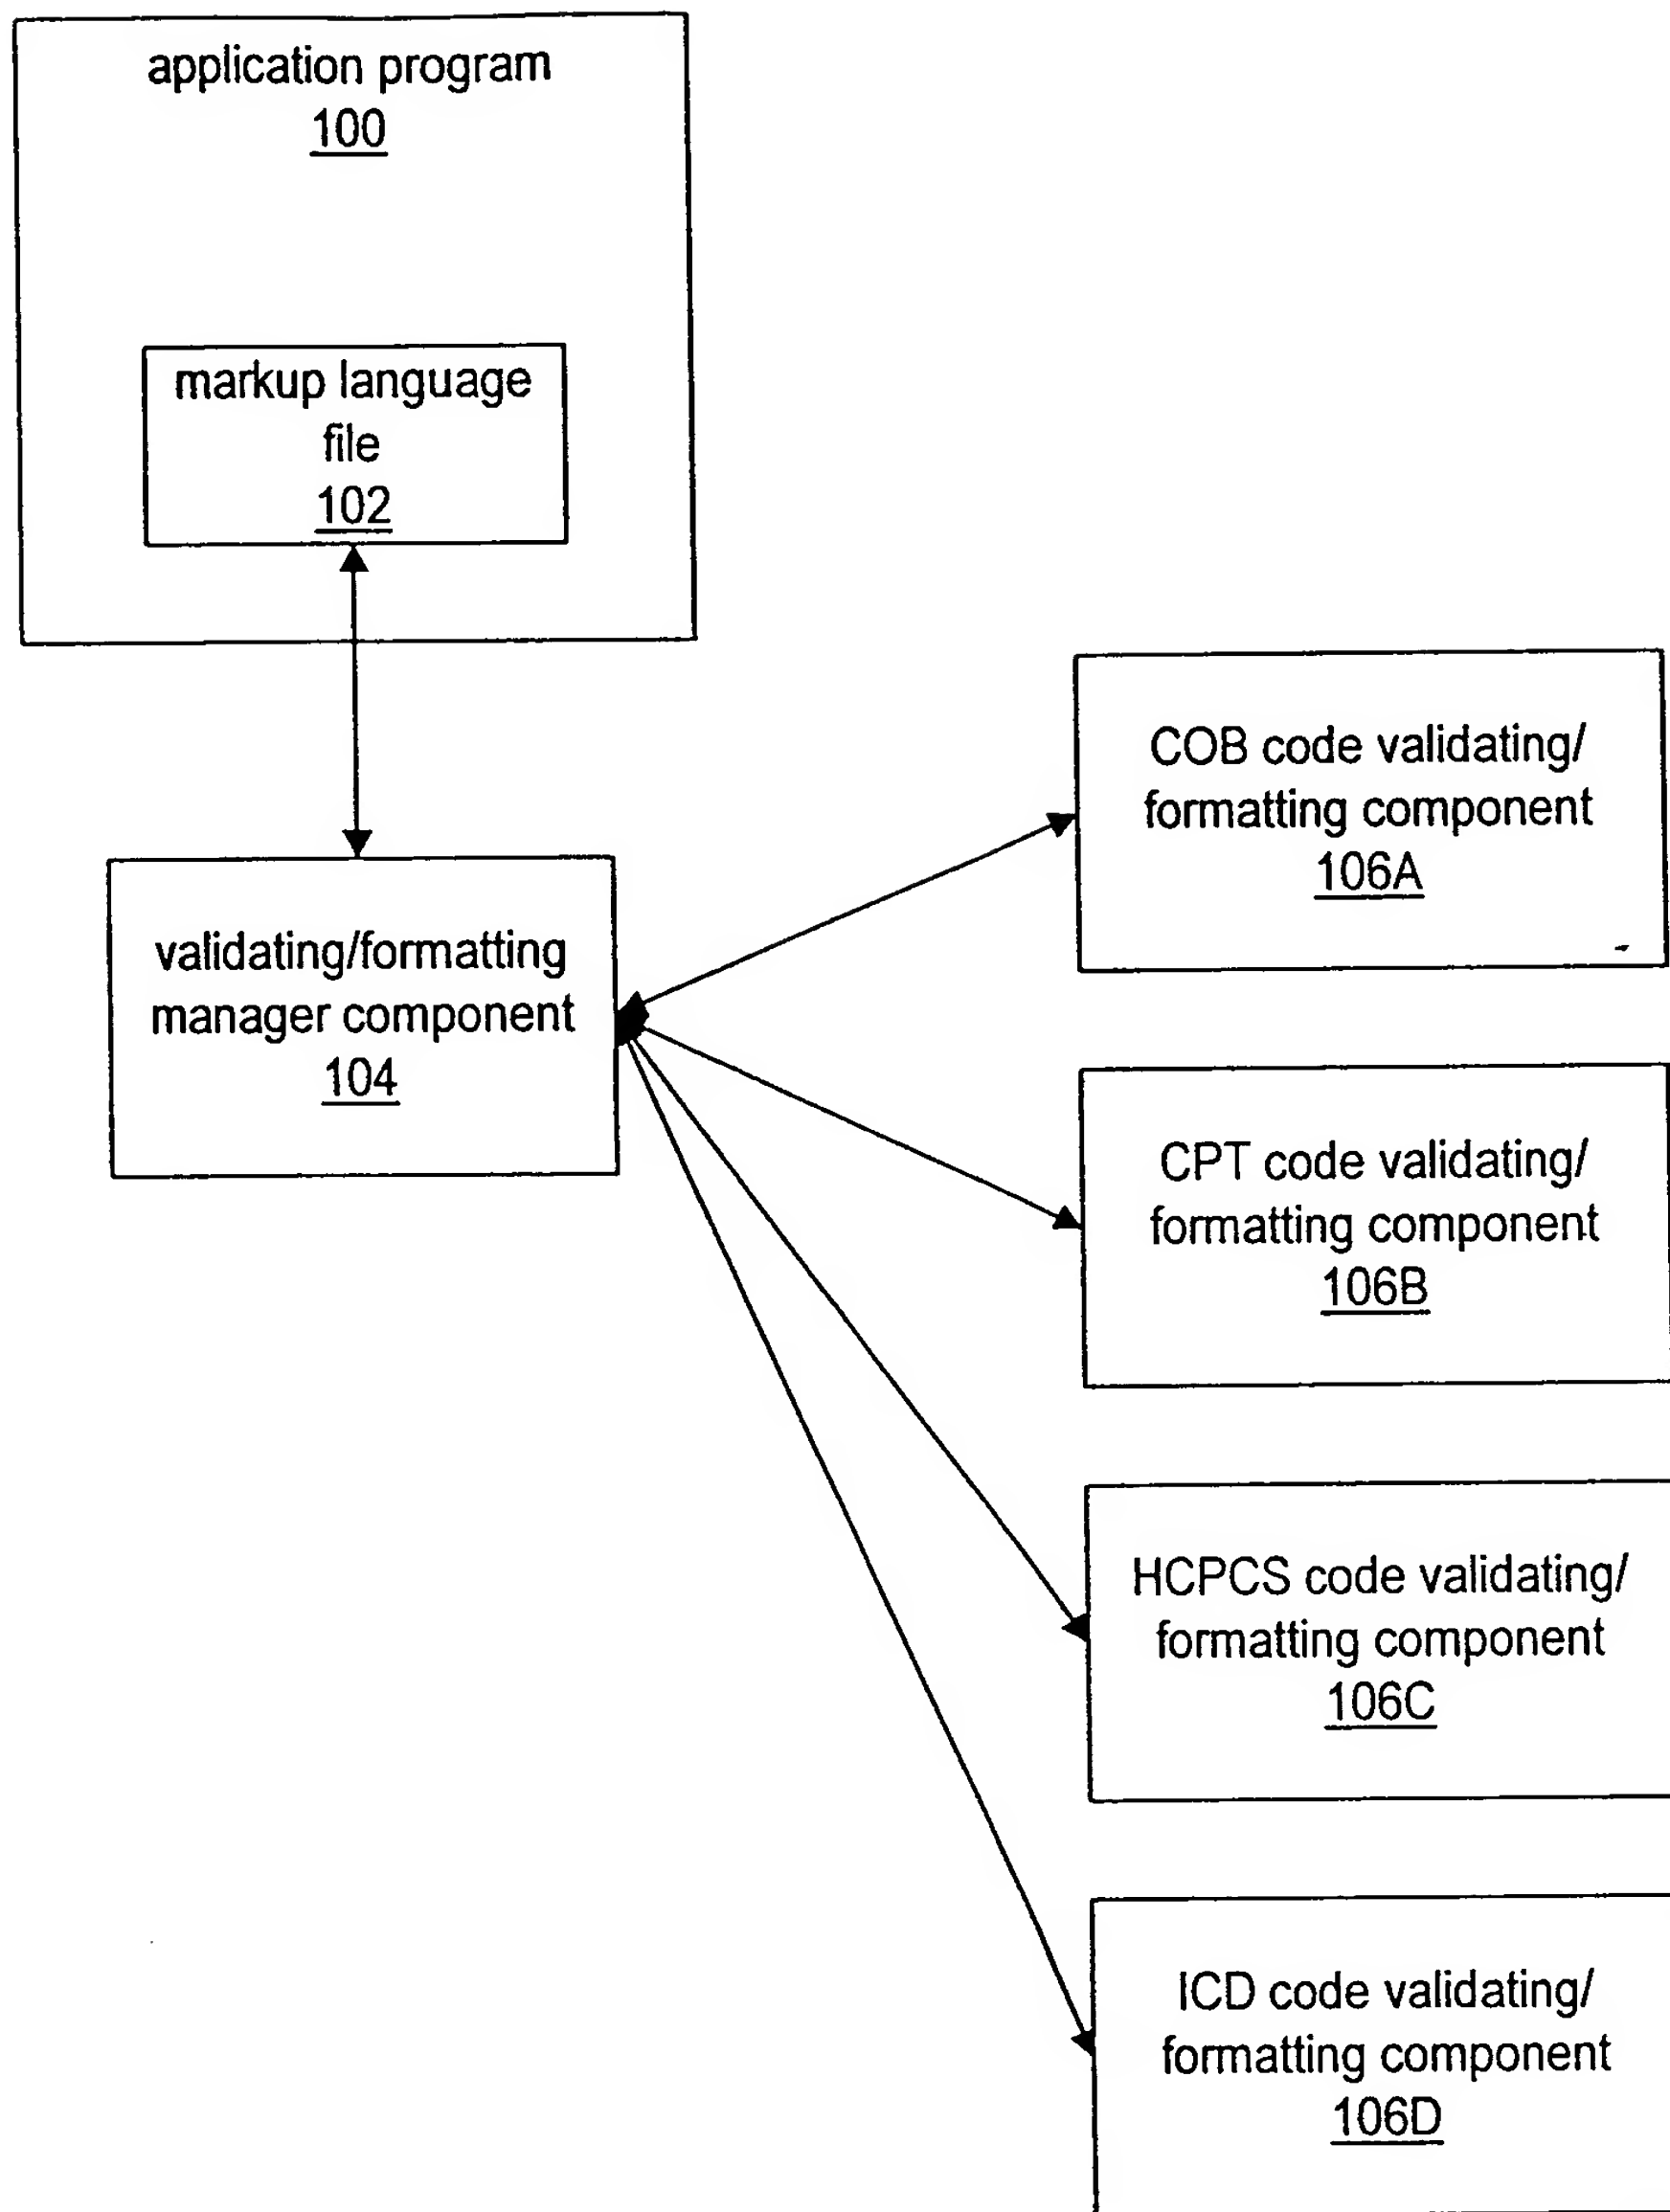 application program
100
markup language
file
102
validating/formatting
manager component
104
COB code validating/
formatting component
106A
CPT code validating/
formatting component
106B
HCPCS code validating/
formatting component
106C
ICD code validating/
formatting component
106D